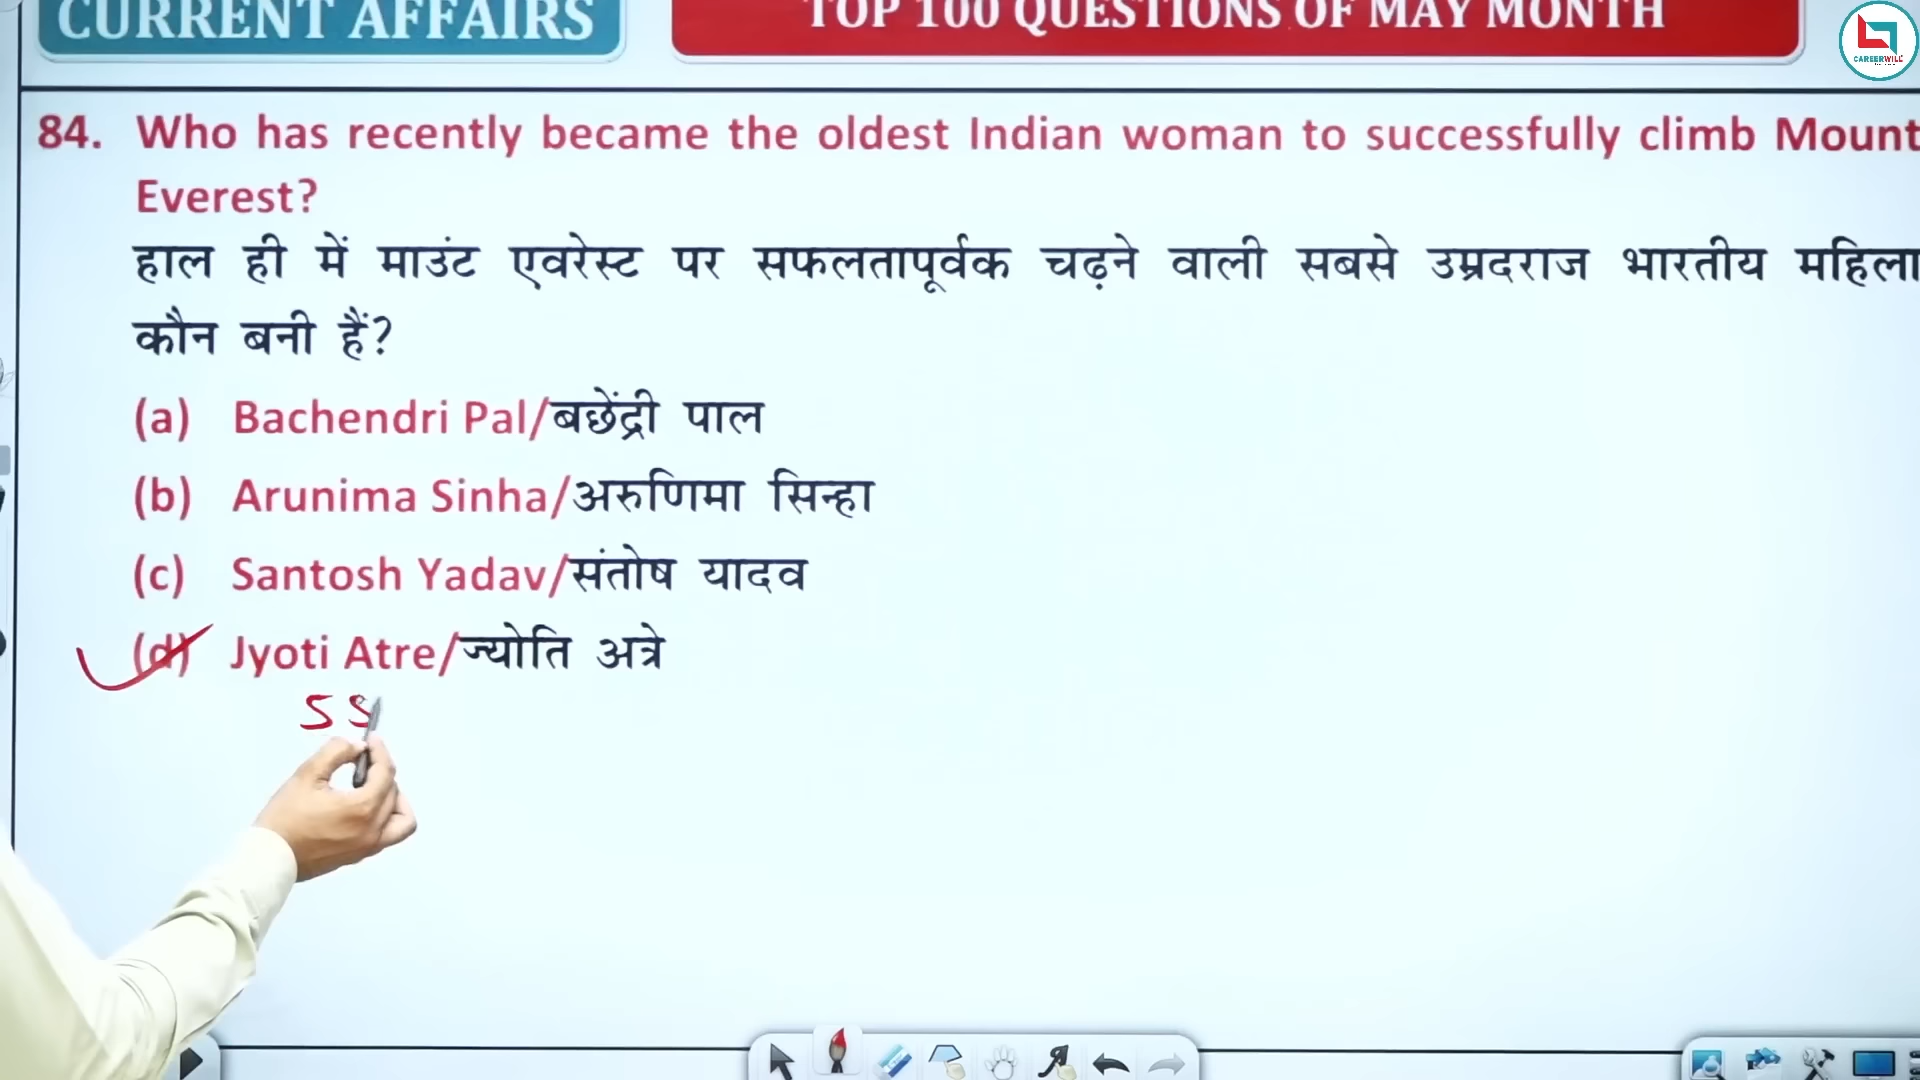 CURRENT AFFAIRS
TOP 100 QUESTIONS OF MAY MONTH
CAREERWILL
84. Who has recently became the oldest Indian woman to successfully climb Mount
Everest?
हाल ही में माउंट एवरेस्ट पर सफलतापूर्वक चढ़ने वाली सबसे उम्रदराज भारतीय महिला
कौन बनी हैं?
(a) Bachendri Pal/बछेंद्री पाल
(b) Arunima Sinha/अरुणिमा सिन्हा
(c) Santosh Yadav/संतोष यादव
(d) Jyoti Atre/ज्योति अत्रे
55